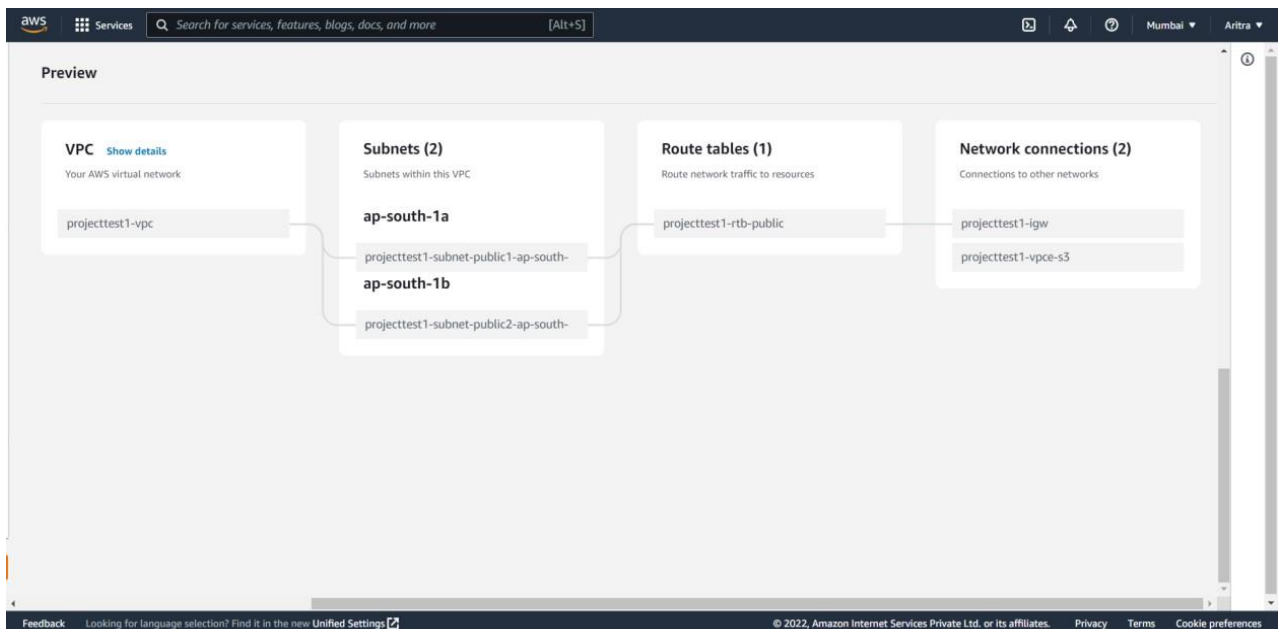 aws
Services
Search for services, features, blogs, docs, and more
[Alt+S]
Mumbai ▼
Aritra ▼
Preview
VPC Show details
Your AWS virtual network
projecttest1-vpc
Subnets (2)
Subnets within this VPC
ap-south-1a
projecttest1-subnet-public1-ap-south-
ap-south-1b
projecttest1-subnet-public2-ap-south-
Route tables (1)
Route network traffic to resources
projecttest1-rtb-public
Network connections (2)
Connections to other networks
projecttest1-igw
projecttest1-vpce-s3
Feedback
Looking for language selection? Find it in the new Unified Settings
© 2022, Amazon Internet Services Private Ltd. or its affiliates.
Privacy
Terms
Cookie preferences